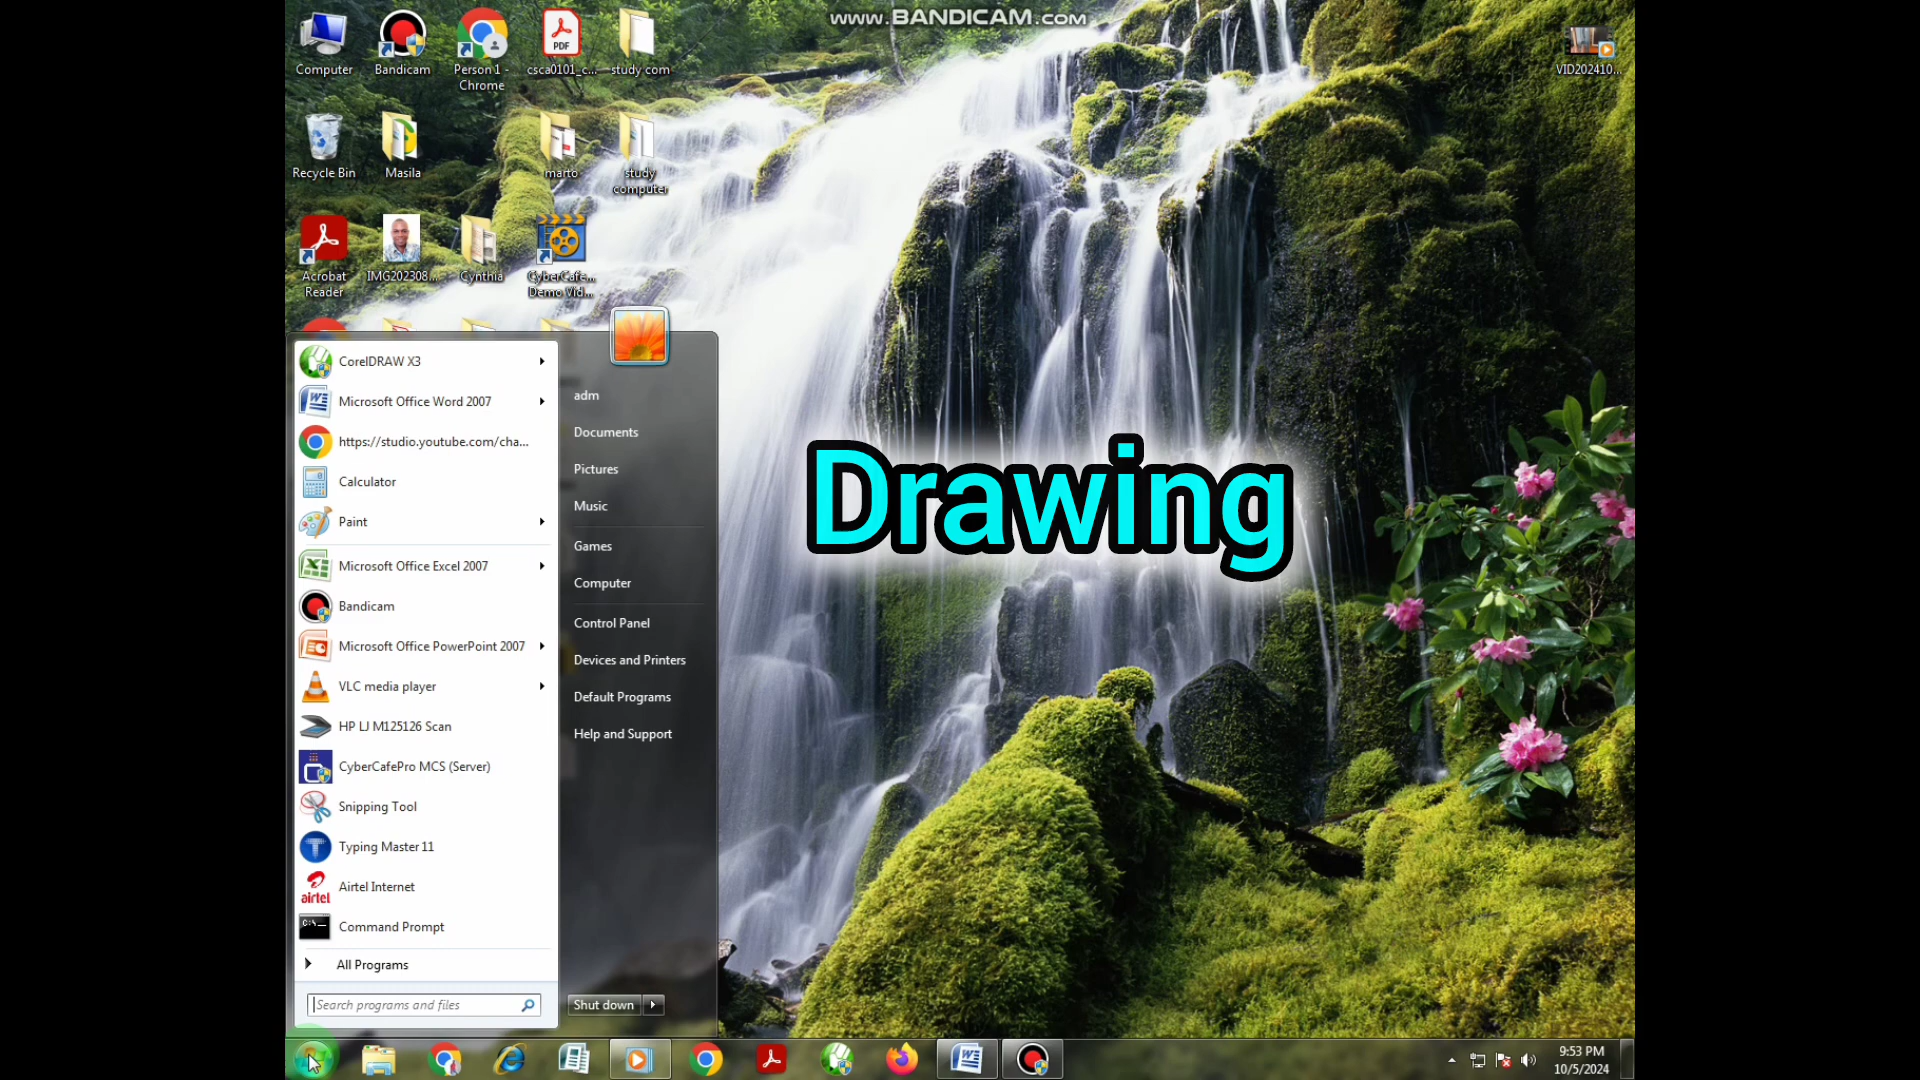 www.BANDICAM.com
Computer
Bandicam
Person 1 -
Chrome
csca0101_c...
study com
VID202410...
PDF
Recycle Bin
Masila
marto
study
computer
Acrobat
Reader
IMG202308...
Cynthia
CyberCafe...
Demo Vid...
CorelDRAW X3
Microsoft Office Word 2007
https://studio.youtube.com/cha...
Calculator
Paint
Microsoft Office Excel 2007
Bandicam
Microsoft Office PowerPoint 2007
VLC media player
HP LJ M125126 Scan
CyberCafePro MCS (Server)
Snipping Tool
Typing Master 11
airtel
Airtel Internet
Command Prompt
All Programs
Search programs and files
adm
Documents
Pictures
Music
Games
Computer
Control Panel
Devices and Printers
Default Programs
Help and Support
Shut down
Drawing
9:53 PM
10/5/2024